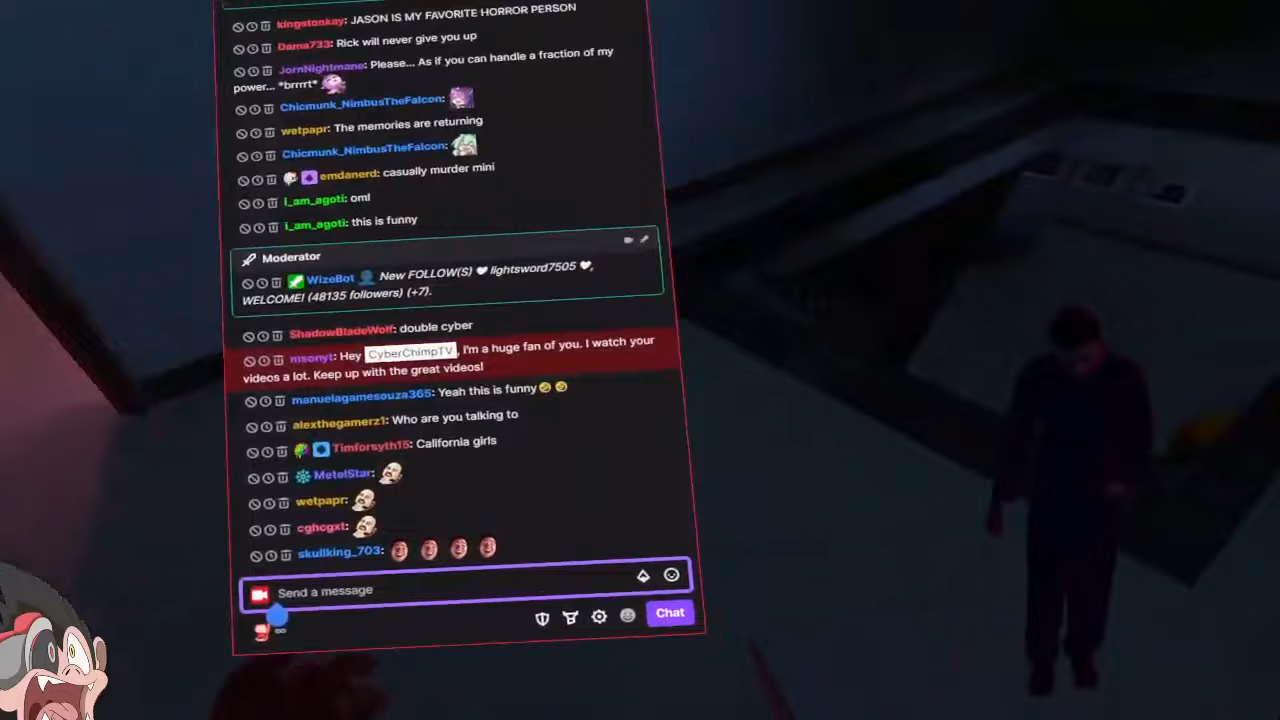 kingstonkay: JASON IS MY FAVORITE HORROR PERSON
Dama733: Rick will never give you up
JornNightmane: Please... As if you can handle a fraction of my
power... *brrrrt*
Chicmunk_NimbusTheFalcon:
wetpapr: The memories are returning
Chicmunk_NimbusTheFalcon:
emdanerd: casually murder mini
i_am_agoti: oml
i_am_agoti: this is funny
Moderator
WizeBot New FOLLOW(S) ♥ lightsword7505 ♥,
WELCOME! (48135 followers) (+7).
ShadowBladeWolf: double cyber
msonyt: Hey CyberChimpTV, I'm a huge fan of you. I watch your
videos a lot. Keep up with the great videos!
manuelagamesouza365: Yeah this is funny🤣🤣
alexthegamerz1: Who are you talking to
Timforsyth15: California girls
MetelStar:
wetpapr:
cghcgxt:
skullking_703:
Send a message
Chat